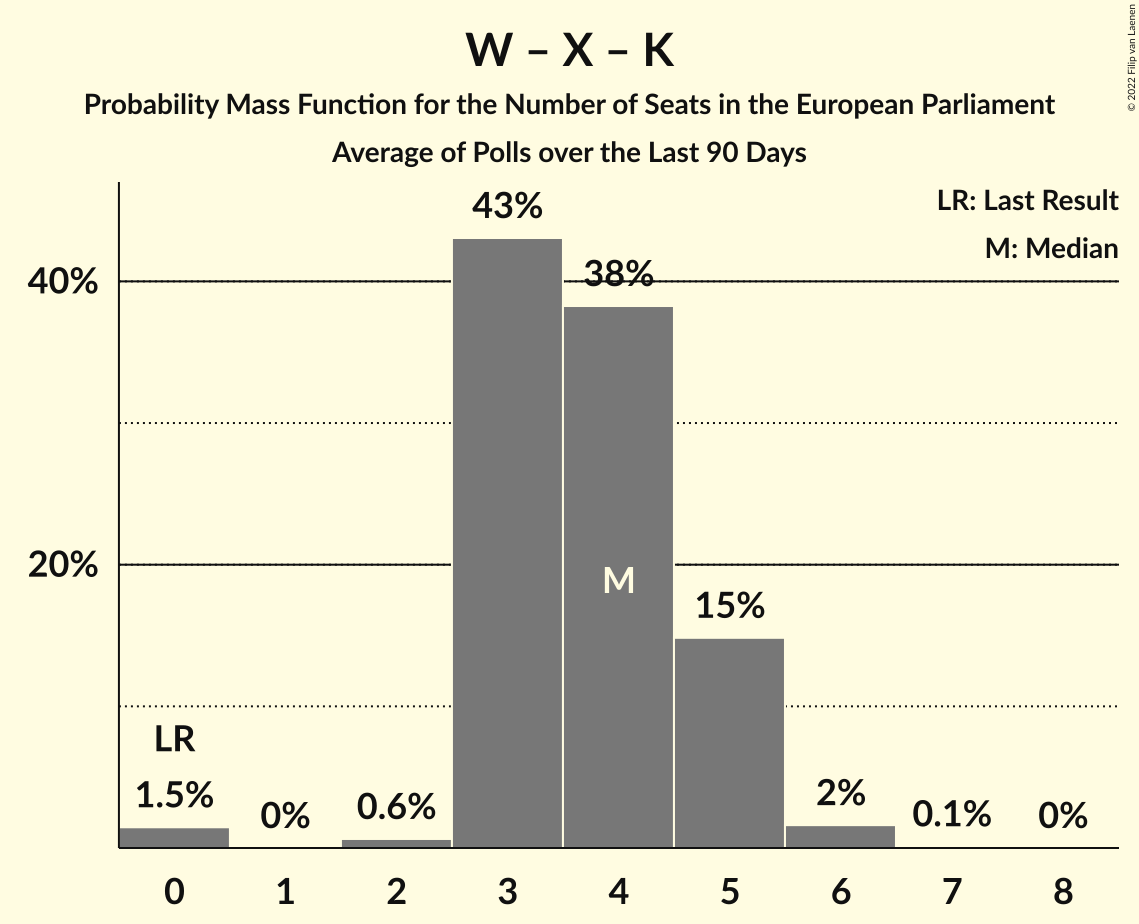 W – X – K
Probability Mass Function for the Number of Seats in the European Parliament
Average of Polls over the Last 90 Days
© 2022 Filip van Laenen
LR: Last Result
M: Median
43%
38%
40%
20%
M
15%
LR
1.5%
0%
0.6%
2%
0.1%
0%
0 1 2 3 4 5 6 7 8